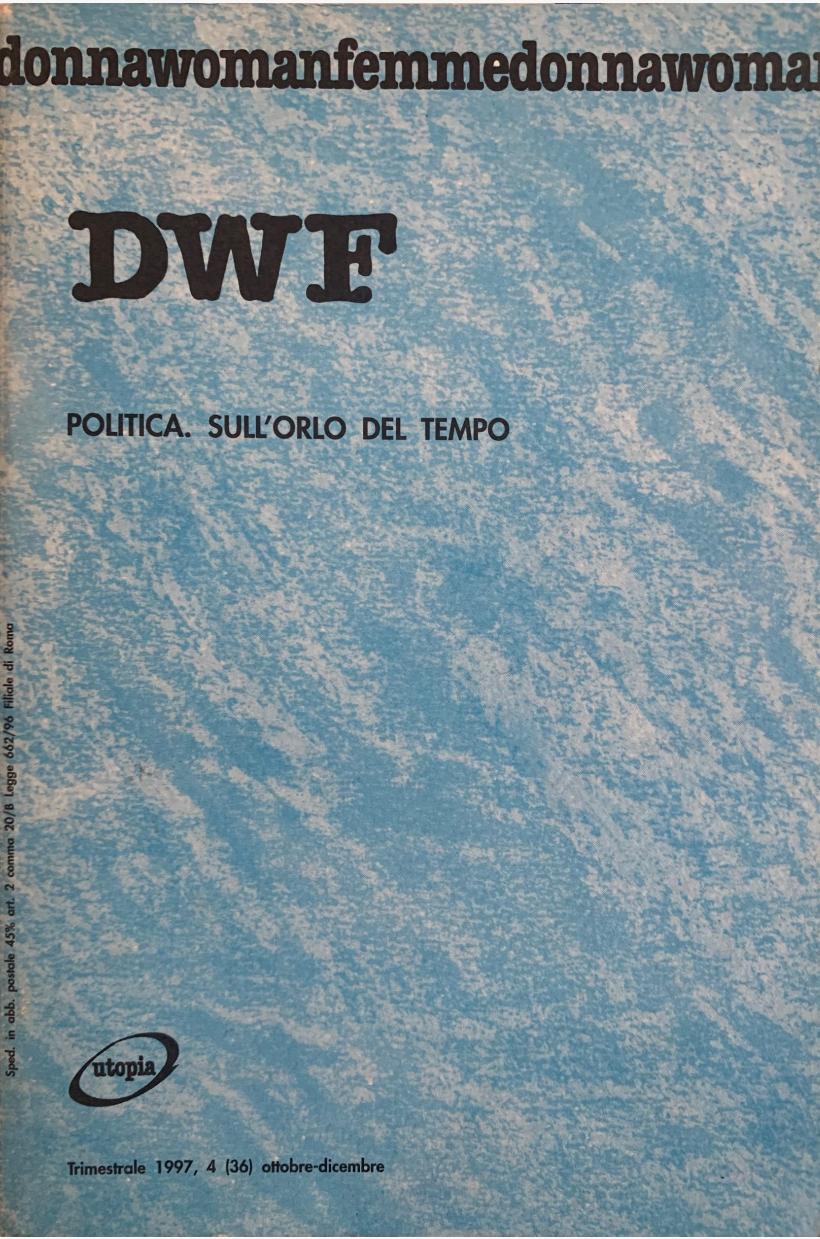 donnawomanfemmedonnawoman
DWF
POLITICA. SULL'ORLO DEL TEMPO
Sped. in abb. postale 45% art. 2 comma 20/B Legge 662/96 Filiale di Roma
utopia
Trimestrale 1997, 4 (36) ottobre-dicembre